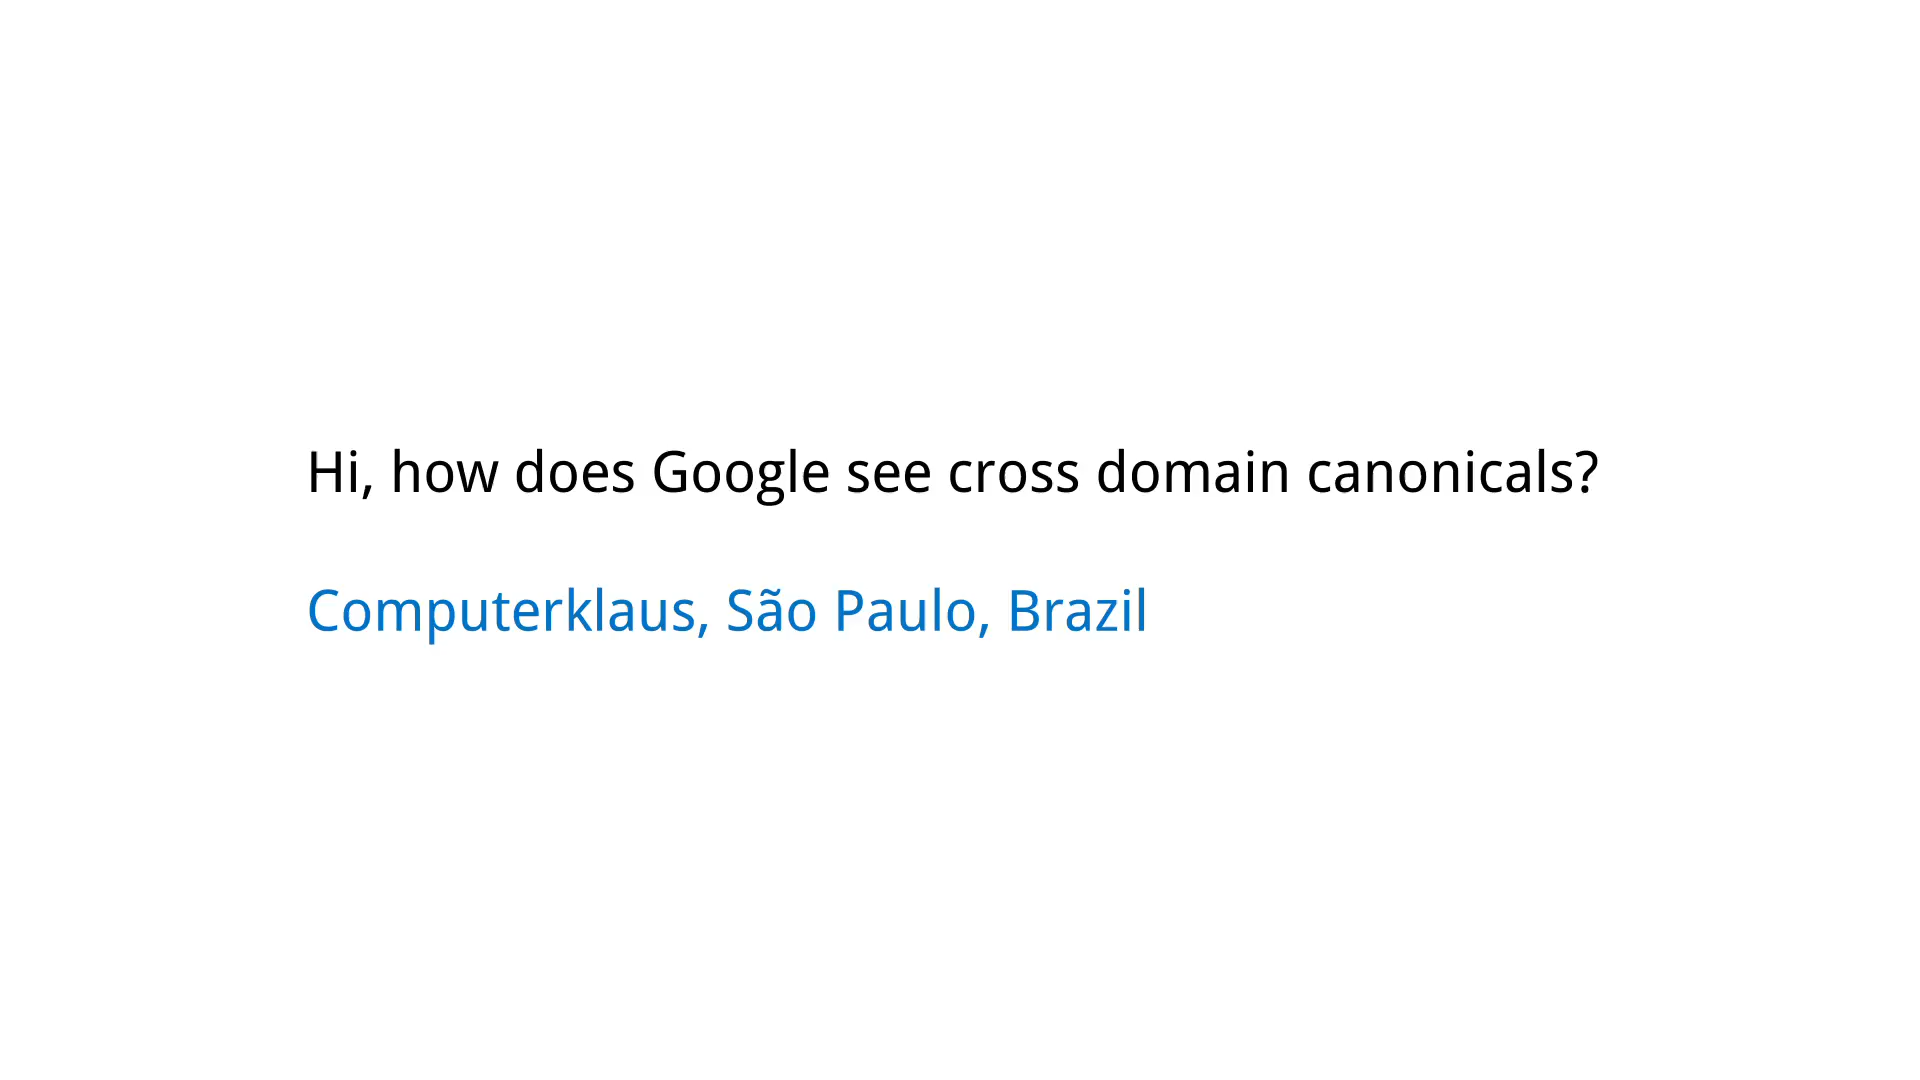 Hi, how does Google see cross domain canonicals?
Computerklaus, São Paulo, Brazil